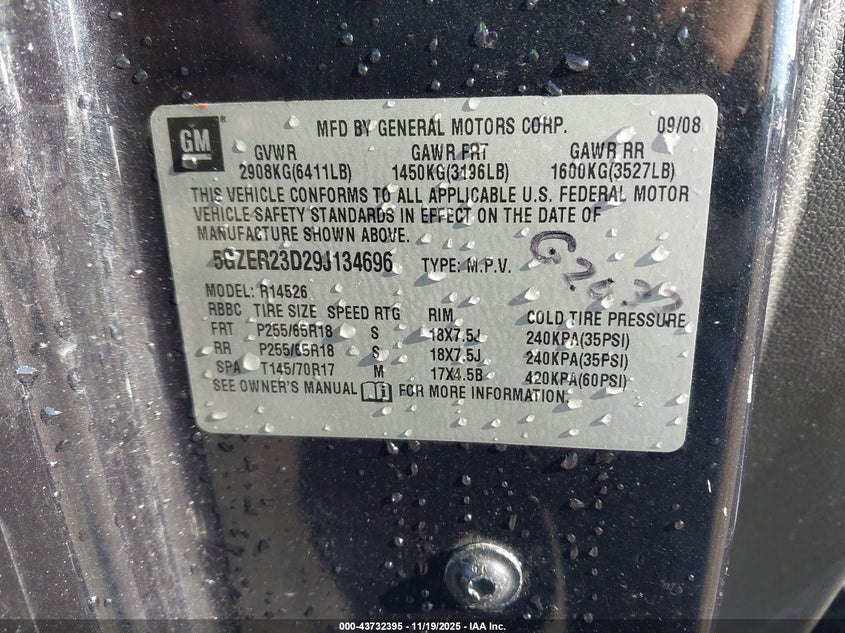 GM®
MFD BY GENERAL MOTORS CORP. 09/08
GVWR GAWR FRT GAWR RR
2908KG(6411LB) 1450KG(3196LB) 1600KG(3527LB)
THIS VEHICLE CONFORMS TO ALL APPLICABLE U.S. FEDERAL MOTOR
VEHICLE SAFETY STANDARDS IN EFFECT ON THE DATE OF
MANUFACTURE SHOWN ABOVE.
5GZER23D29J134696 TYPE: M.P.V.
MODEL: R14526
RBBC TIRE SIZE SPEED RTG RIM COLD TIRE PRESSURE
FRT P255/65R18 S 18X7.5J 240KPA(35PSI)
RR P255/65R18 S 18X7.5J 240KPA(35PSI)
SPA T145/70R17 M 17X4.5B 420KPA(60PSI)
SEE OWNER'S MANUAL FOR MORE INFORMATION.
000-43732395 - 11/19/2025 - IAA Inc.